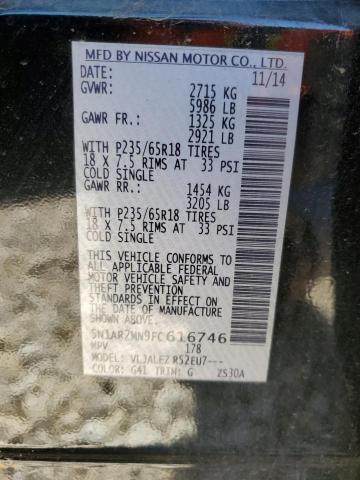 MFD BY NISSAN MOTOR CO., LTD.
DATE: 11/14
GVWR: 2715 KG
5986 LB
GAWR FR: 1325 KG
2921 LB
WITH P235/65R18 TIRES
18 X 7.5 RIMS AT 33 PSI
COLD SINGLE
GAWR RR: 1454 KG
3205 LB
WITH P235/65R18 TIRES
18 X 7.5 RIMS AT 33 PSI
COLD SINGLE
THIS VEHICLE CONFORMS TO
ALL APPLICABLE FEDERAL
MOTOR VEHICLE SAFETY AND
THEFT PREVENTION
STANDARDS IN EFFECT ON
THE DATE OF MANUFACTURE
SHOWN ABOVE.
5N1AR2MN9FC616746
MPV 178
MODEL: VLJALEZ RS2EU7---
COLOR: G41 TRIM: G ZS30A